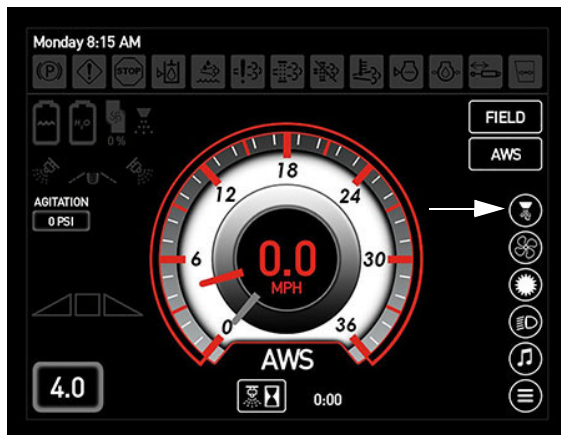 Monday 8:15 AM
(P)
STOP
H₂O
0 %
FIELD
AWS
AGITATION
0 PSI
18
12
24
6
30
0.0
MPH
0
36
AWS
4.0
0:00